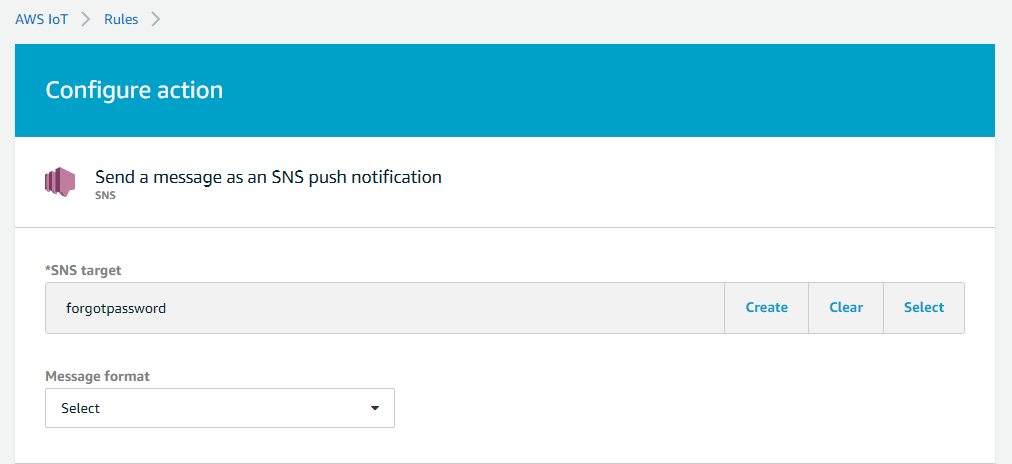 AWS IoT > Rules >
Configure action
Send a message as an SNS push notification
SNS
*SNS target
forgotpassword Create Clear Select
Message format
Select